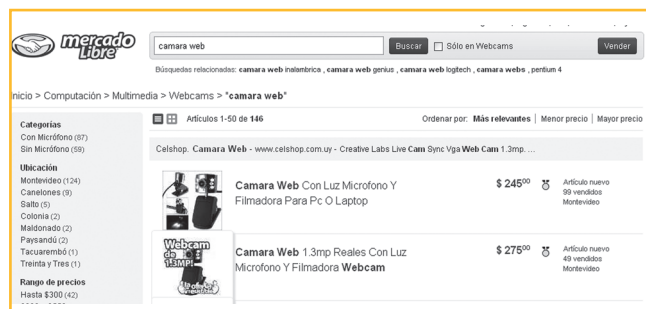 mercado
libre
camara web
Buscar
Sólo en Webcams
Vender
Búsquedas relacionadas: camara web inalambrica , camara web genius , camara web logitech , camara webs , pentium 4
nicio > Computación > Multimedia > Webcams > "camara web"
Categorías
Con Micrófono (87)
Sin Micrófono (59)
Ubicación
Montevideo (124)
Canelones (9)
Salto (5)
Colonia (2)
Maldonado (2)
Paysandú (2)
Tacuarembó (1)
Treinta y Tres (1)
Rango de precios
Hasta $300 (42)
Artículos 1-50 de 146
Ordenar por: Más relevantes | Menor precio | Mayor precio
Celshop. Camara Web - www.celshop.com.uy - Creative Labs Live Cam Sync Vga Web Cam 1.3mp. ...
Camara Web Con Luz Microfono Y
Filmadora Para Pc O Laptop
$ 24500
Artículo nuevo
99 vendidos
Montevideo
Webcam
de
1.3MP!
Camara Web 1.3mp Reales Con Luz
Microfono Y Filmadora Webcam
$ 27500
Artículo nuevo
49 vendidos
Montevideo